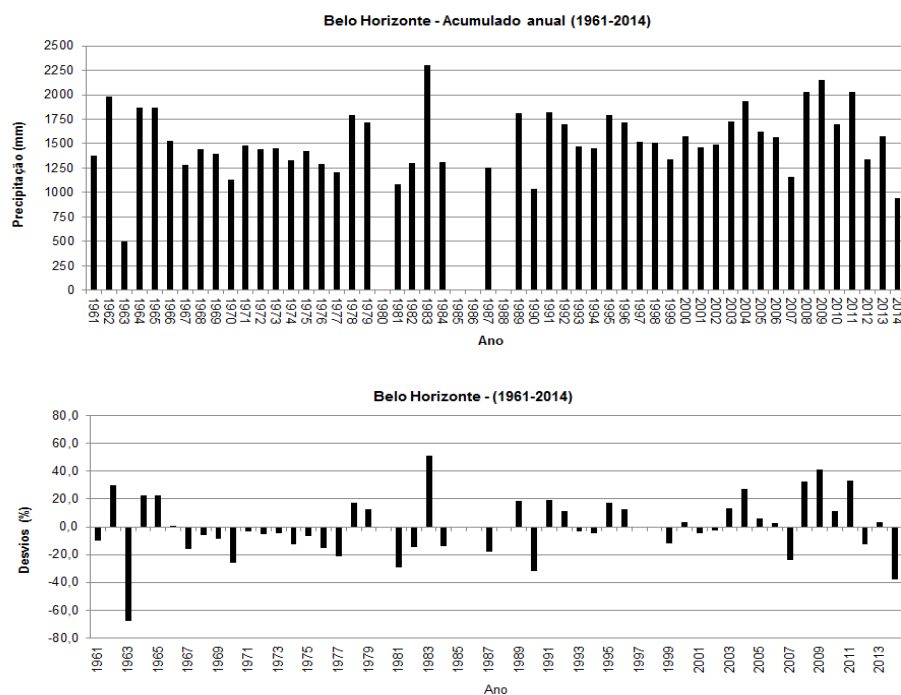 Belo Horizonte - Acumulado anual (1961-2014)
Precipitação (mm)
2500
2250
2000
1750
1500
1250
1000
750
500
250
0
1961 1962 1963 1964 1965 1966 1967 1968 1969 1970 1971 1972 1973 1974 1975 1976 1977 1978 1979 1980 1981 1982 1983 1984 1985 1986 1987 1988 1989 1990 1991 1992 1993 1994 1995 1996 1997 1998 1999 2000 2001 2002 2003 2004 2005 2006 2007 2008 2009 2010 2011 2012 2013 2014
Ano
Belo Horizonte - (1961-2014)
Desvios (%)
80,0
60,0
40,0
20,0
0,0
-20,0
-40,0
-60,0
-80,0
1961 1963 1965 1967 1969 1971 1973 1975 1977 1979 1981 1983 1985 1987 1989 1991 1993 1995 1997 1999 2001 2003 2005 2007 2009 2011 2013
Ano